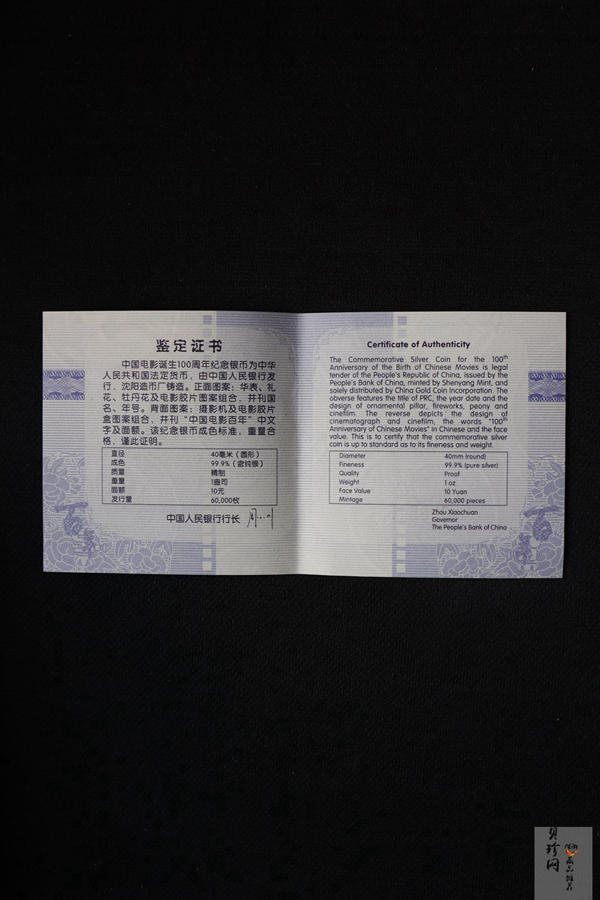 鉴定证书
中国电影诞生100周年纪念银币为中华
人民共和国法定货币，由中国人民银行发
行，沈阳造币厂铸造。正面图案：华表、礼
花、牡丹花及电影胶片图案组合，并刊国
名、年号。背面图案：摄影机及电影胶片
盒图案组合，并刊“中国电影百年”中文
字及面额。该纪念银币成色标准，重量合
格，谨此证明。
直径 40毫米（圆形）
成色 99.9%（含纯银）
质量 精制
重量 1盎司
面额 10元
发行量 60,000枚
中国人民银行行长
Certificate of Authenticity
The Commemorative Silver Coin for the 100th
Anniversary of the Birth of Chinese Movies is legal
tender of the People's Republic of China, issued by the
People's Bank of China, minted by Shenyang Mint, and
solely distributed by China Gold Coin Incorporation. The
obverse features the title of PRC, the year date and the
design of ornamental pillar, fireworks, peony and
cinefilm. The reverse depicts the design of
cinematograph and cinefilm, the words "100th
Anniversary of Chinese Movies" in Chinese and the face
value. This is to certify that the commemorative silver
coin is up to standard as to its fineness and weight.
Diameter 40mm (round)
Fineness 99.9% (pure silver)
Quality Proof
Weight 1 oz
Face Value 10 Yuan
Mintage 60,000 pieces
Zhou Xiaochuan
Governor
The People's Bank of China
贝珍网
藏品推荐